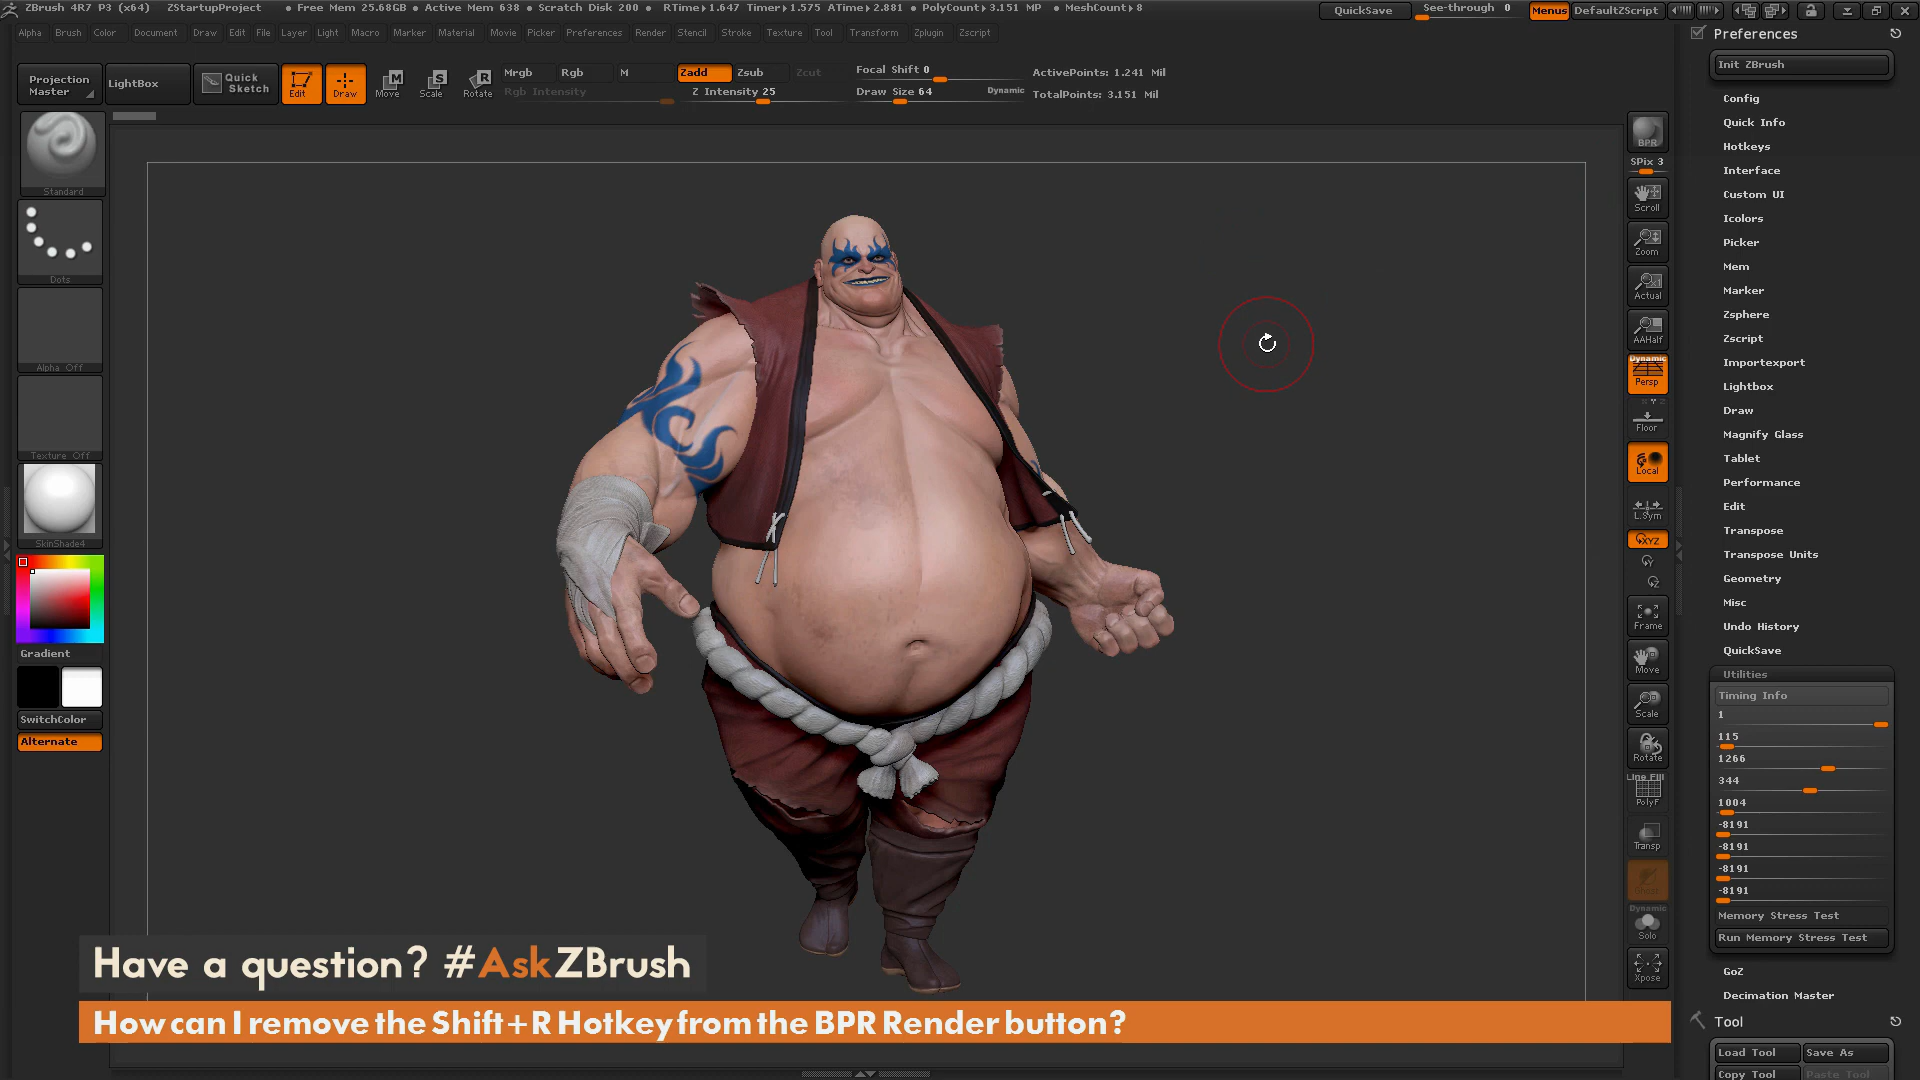 ZBrush 4R7 P3 (x64) ZStartupProject • Free Mem 25.68GB • Active Mem 638 • Scratch Disk 200 • RTime▸1.647 Timer▸1.575 ATime▸2.881 • PolyCount▸3.151 MP • MeshCount▸8 QuickSave See-through 0 Menus DefaultZScript
Alpha Brush Color Document Draw Edit File Layer Light Macro Marker Material Movie Picker Preferences Render Stencil Stroke Texture Tool Transform Zplugin Zscript
Projection Master
LightBox
Quick Sketch
Edit
Draw
Move
Scale
Rotate
Mrgb Rgb M
Rgb Intensity
Zadd Zsub Zcut
Z Intensity 25
Focal Shift 0
Draw Size 64 Dynamic
ActivePoints: 1.241 Mil
TotalPoints: 3.151 Mil
Standard
Dots
Alpha Off
Texture Off
SkinShade4
Gradient
SwitchColor
Alternate
BPR
SPix 3
Scroll
Zoom
Actual
AAHalf
Dynamic
Persp
Floor
Local
L.Sym
XYZ
Y
Z
Frame
Move
Scale
Rotate
Line Fill
PolyF
Transp
Ghost
Dynamic
Solo
Xpose
Preferences
Init ZBrush
Config
Quick Info
Hotkeys
Interface
Custom UI
Icolors
Picker
Mem
Marker
Zsphere
Zscript
Importexport
Lightbox
Draw
Magnify Glass
Tablet
Performance
Edit
Transpose
Transpose Units
Geometry
Misc
Undo History
QuickSave
Utilities
Timing Info
1
115
1266
344
1004
-8191
-8191
-8191
-8191
Memory Stress Test
Run Memory Stress Test
GoZ
Decimation Master
Tool
Load Tool Save As
Copy Tool Paste Tool
Have a question? #AskZBrush
How can I remove the Shift+R Hotkey from the BPR Render button?